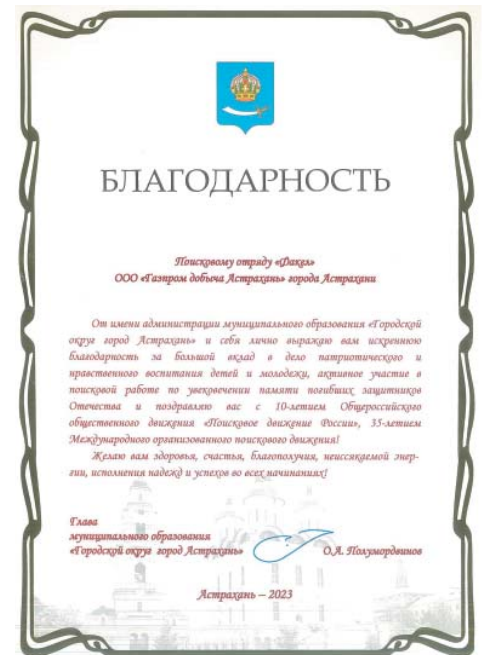 БЛАГОДАРНОСТЬ
Поисковому отряду «Факел»
ООО «Газпром добыча Астрахань» города Астрахани
От имени администрации муниципального образования «Городской
округ город Астрахань» и себя лично выражаю вам искреннюю
благодарность за большой вклад в дело патриотического и
нравственного воспитания детей и молодежи, активное участие в
поисковой работе по увековечении памяти погибших защитников
Отечества и поздравляю вас с 10-летием Общероссийского
общественного движения «Поисковое движение России», 35-летием
Международного организованного поискового движения!
Желаю вам здоровья, счастья, благополучия, неиссякаемой энер-
гии, исполнения надежд и успехов во всех начинаниях!
Глава
муниципального образования
«Городской округ город Астрахань»
О.А. Полумордвинов
Астрахань – 2023